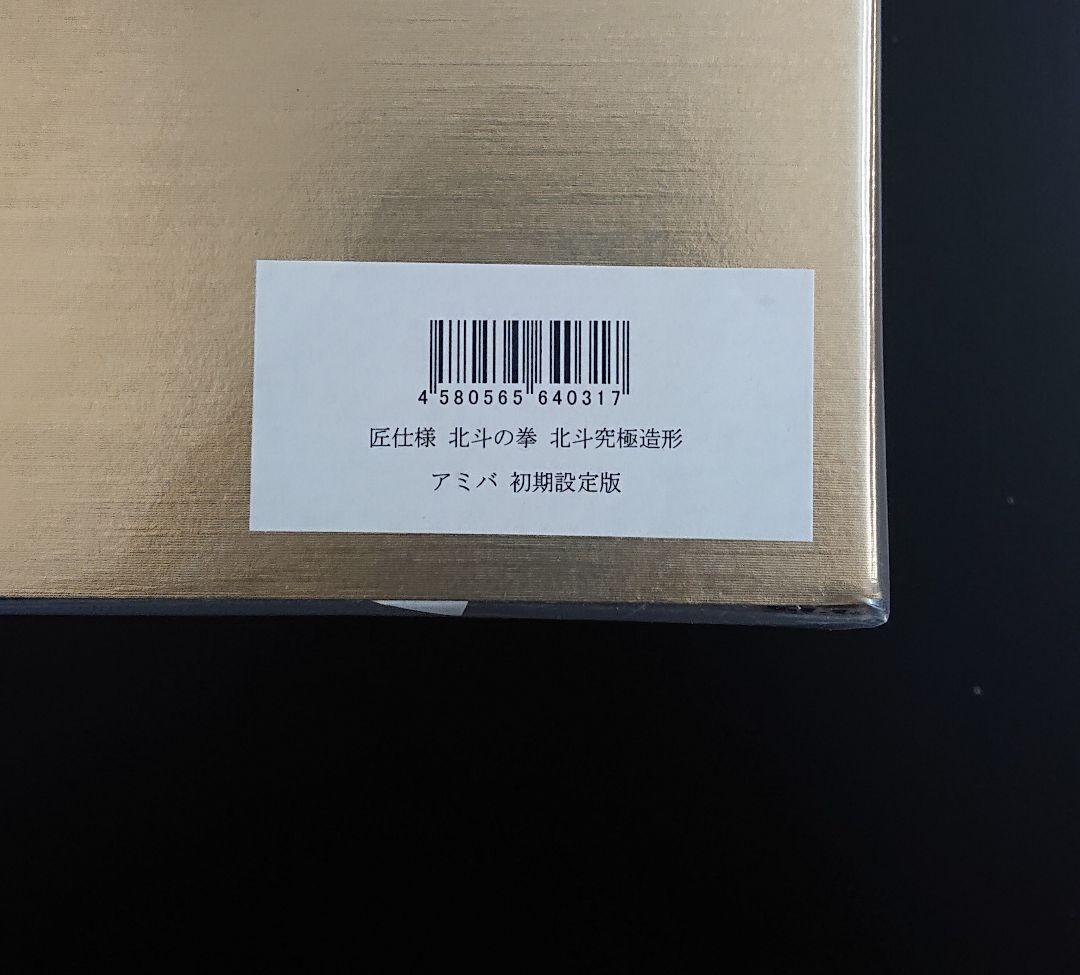 4 580565 640317
匠仕様 北斗の拳 北斗究極造形
アミバ 初期設定版